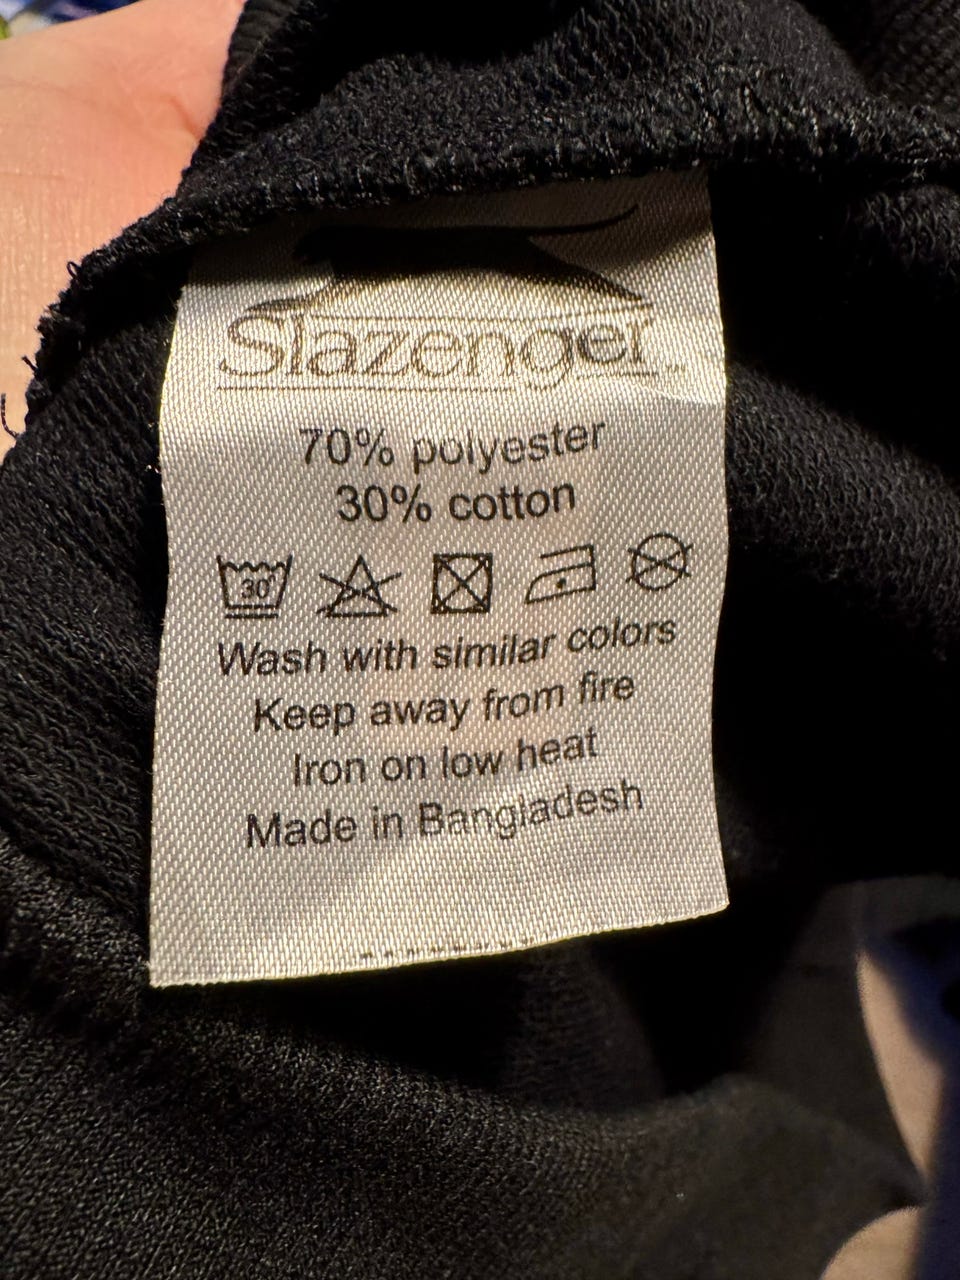 Slazenger
70% polyester
30% cotton
30°
Wash with similar colors
Keep away from fire
Iron on low heat
Made in Bangladesh